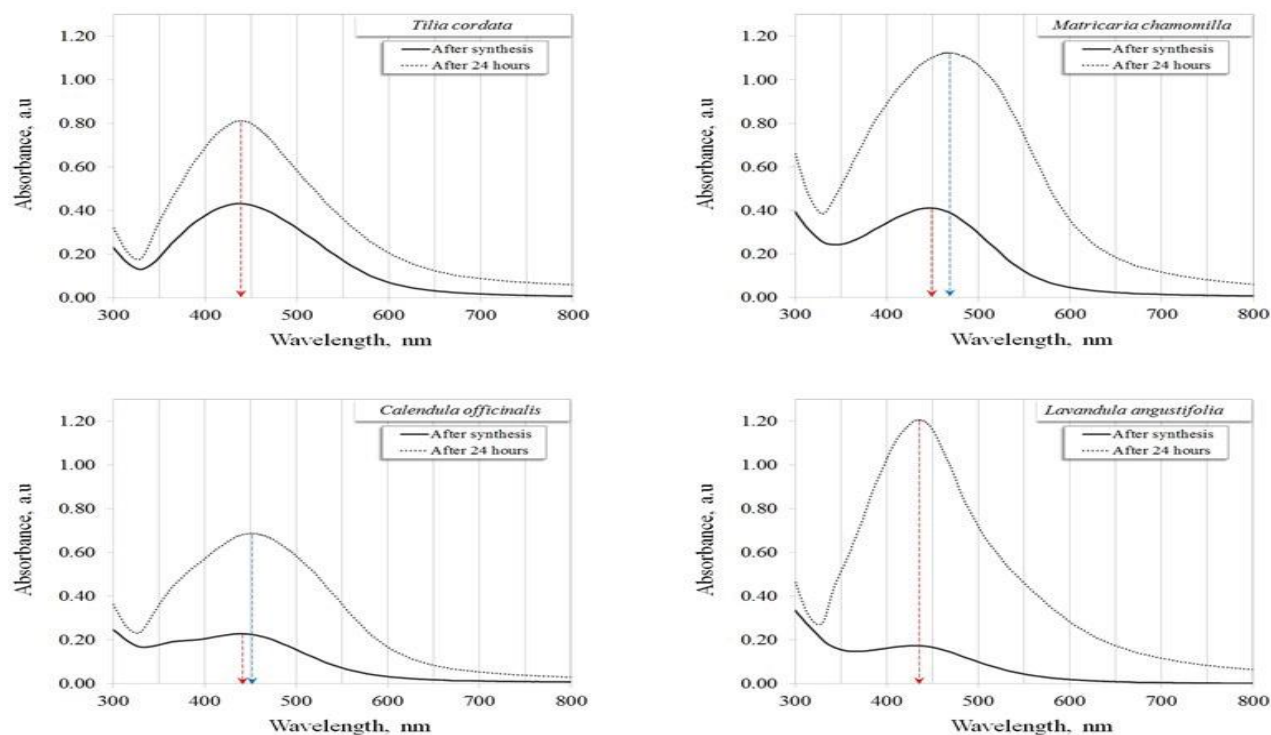 Tilia cordata
After synthesis
After 24 hours
1.20
1.00
0.80
0.60
0.40
0.20
0.00
Absorbance, a.u
300 400 500 600 700 800
Wavelength, nm
Matricaria chamomilla
After synthesis
After 24 hours
1.20
1.00
0.80
0.60
0.40
0.20
0.00
Absorbance, a.u
300 400 500 600 700 800
Wavelength, nm
Calendula officinalis
After synthesis
After 24 hours
1.20
1.00
0.80
0.60
0.40
0.20
0.00
Absorbance, a.u
300 400 500 600 700 800
Wavelength, nm
Lavandula angustifolia
After synthesis
After 24 hours
1.20
1.00
0.80
0.60
0.40
0.20
0.00
Absorbance, a.u
300 400 500 600 700 800
Wavelength, nm